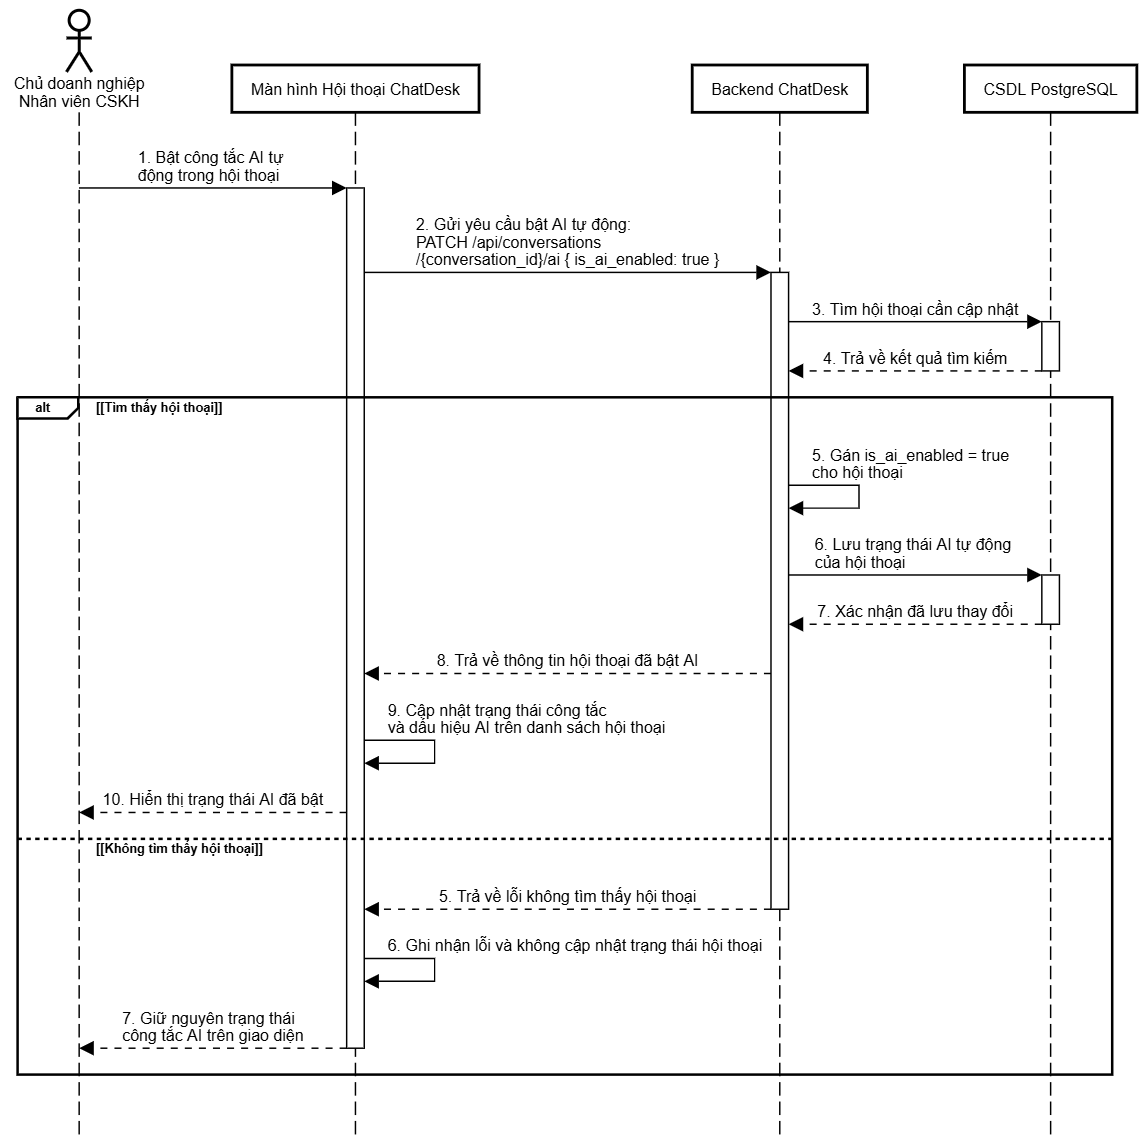 Chủ doanh nghiệp
Nhân viên CSKH
Màn hình Hội thoại ChatDesk
Backend ChatDesk
CSDL PostgreSQL
1. Bật công tắc AI tự
động trong hội thoại
2. Gửi yêu cầu bật AI tự động:
PATCH /api/conversations
/{conversation_id}/ai { is_ai_enabled: true }
3. Tìm hội thoại cần cập nhật
4. Trả về kết quả tìm kiếm
alt
[[Tìm thấy hội thoại]]
5. Gán is_ai_enabled = true
cho hội thoại
6. Lưu trạng thái AI tự động
của hội thoại
7. Xác nhận đã lưu thay đổi
8. Trả về thông tin hội thoại đã bật AI
9. Cập nhật trạng thái công tắc
và dấu hiệu AI trên danh sách hội thoại
10. Hiển thị trạng thái AI đã bật
[[Không tìm thấy hội thoại]]
5. Trả về lỗi không tìm thấy hội thoại
6. Ghi nhận lỗi và không cập nhật trạng thái hội thoại
7. Giữ nguyên trạng thái
công tắc AI trên giao diện